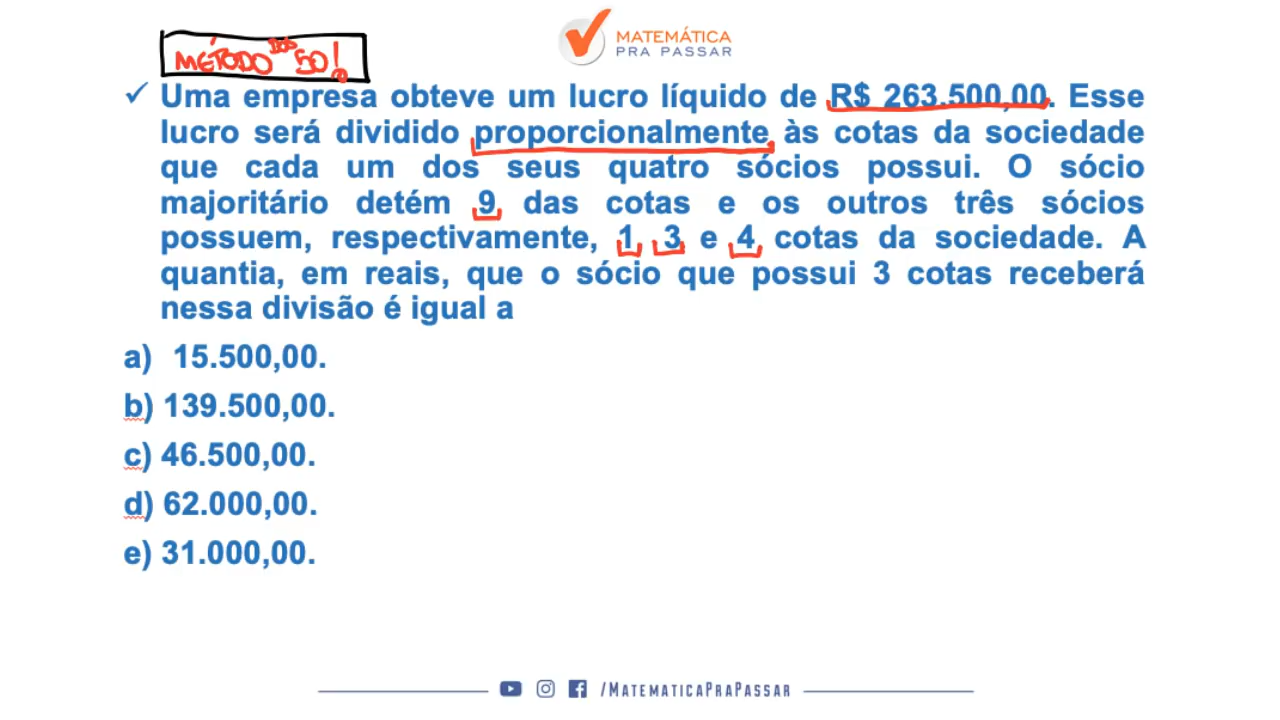 MATEMÁTICA
PRA PASSAR
MÉTODO DOS 50!
✓ Uma empresa obteve um lucro líquido de R$ 263.500,00. Esse
lucro será dividido proporcionalmente às cotas da sociedade
que cada um dos seus quatro sócios possui. O sócio
majoritário detém 9 das cotas e os outros três sócios
possuem, respectivamente, 1, 3 e 4 cotas da sociedade. A
quantia, em reais, que o sócio que possui 3 cotas receberá
nessa divisão é igual a
a) 15.500,00.
b) 139.500,00.
c) 46.500,00.
d) 62.000,00.
e) 31.000,00.
/MATEMATICAPRAPASSAR